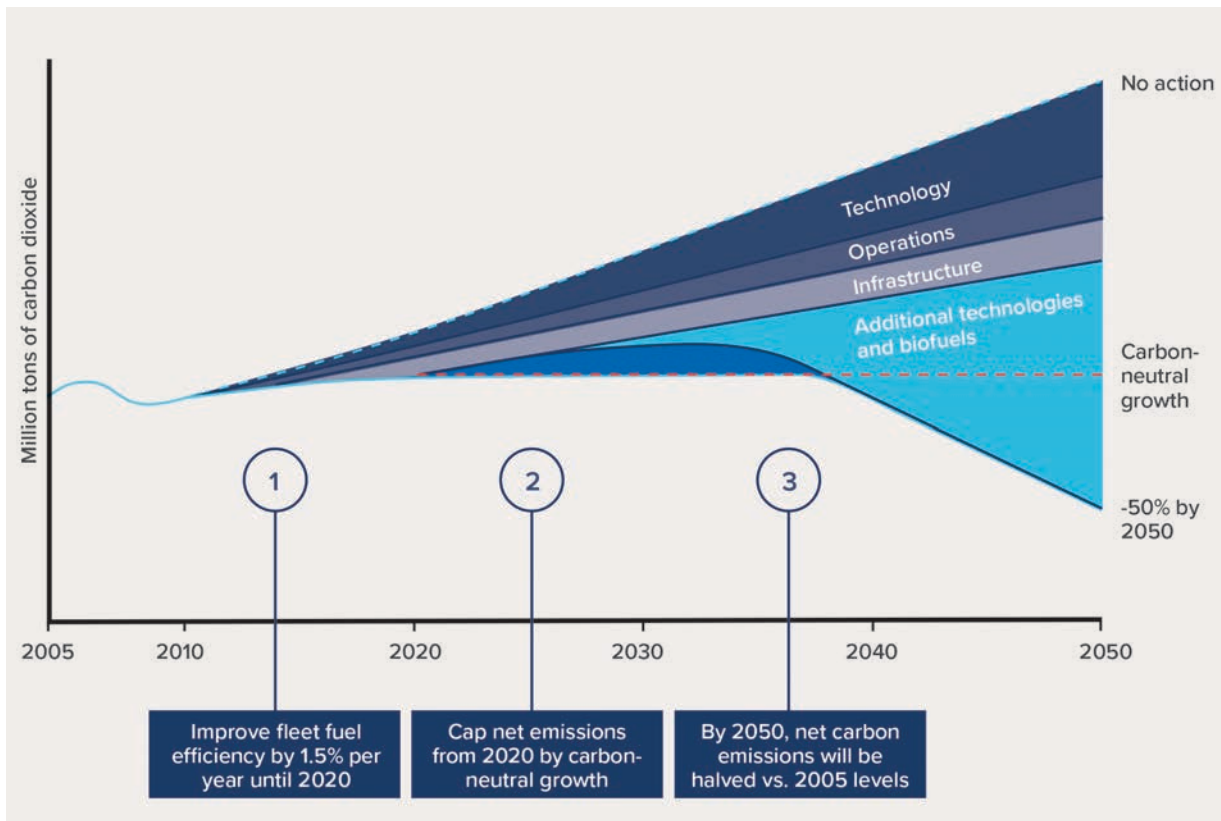 Million tons of carbon dioxide
No action
Technology
Operations
Infrastructure
Additional technologies
and biofuels
Carbon-
neutral
growth
-50% by
2050
1
2
3
2005
2010
2020
2030
2040
2050
Improve fleet fuel
efficiency by 1.5% per
year until 2020
Cap net emissions
from 2020 by carbon-
neutral growth
By 2050, net carbon
emissions will be
halved vs. 2005 levels